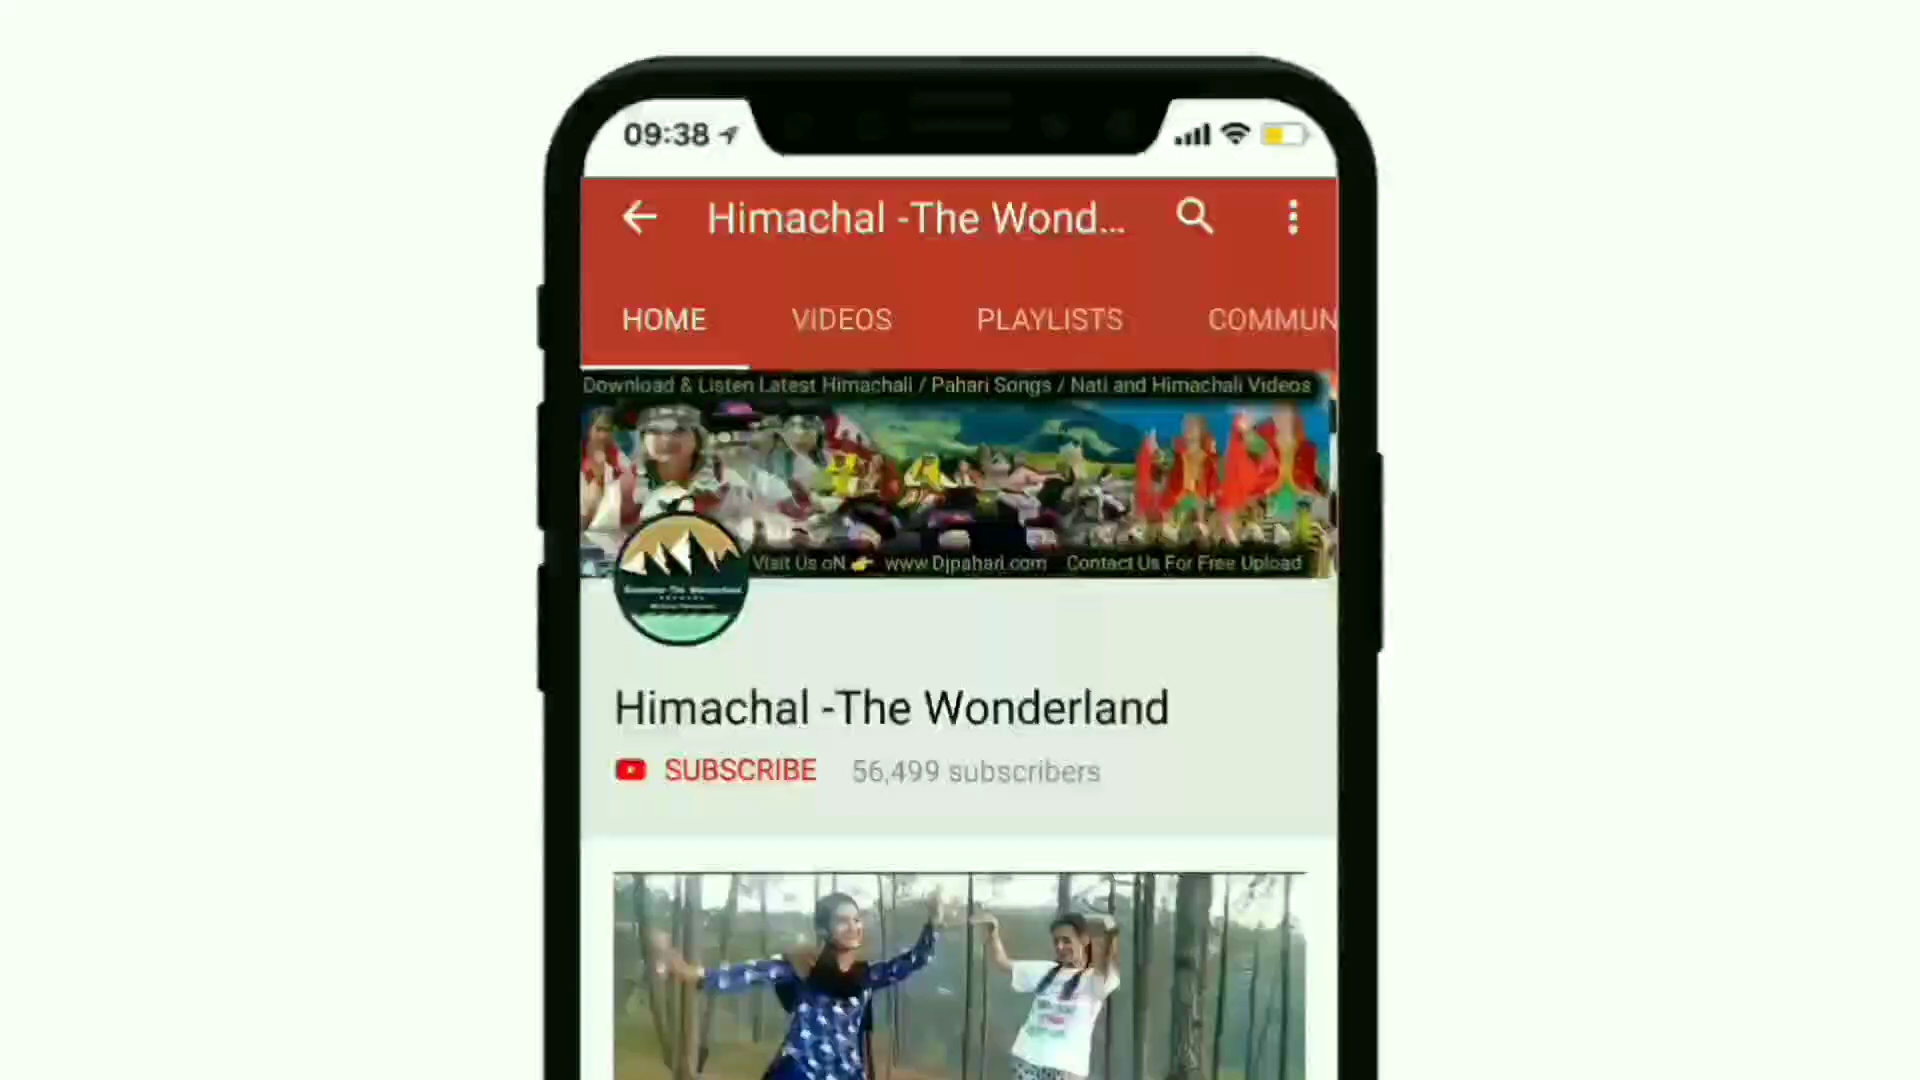 09:38
Himachal -The Wond...
HOME VIDEOS PLAYLISTS COMMUN
Download & Listen Latest Himachali / Pahari Songs / Nati and Himachali Videos
Visit Us oN 👉 www.Djpahari.com Contact Us For Free Upload
Himachal -The Wonderland
SUBSCRIBE 56,499 subscribers